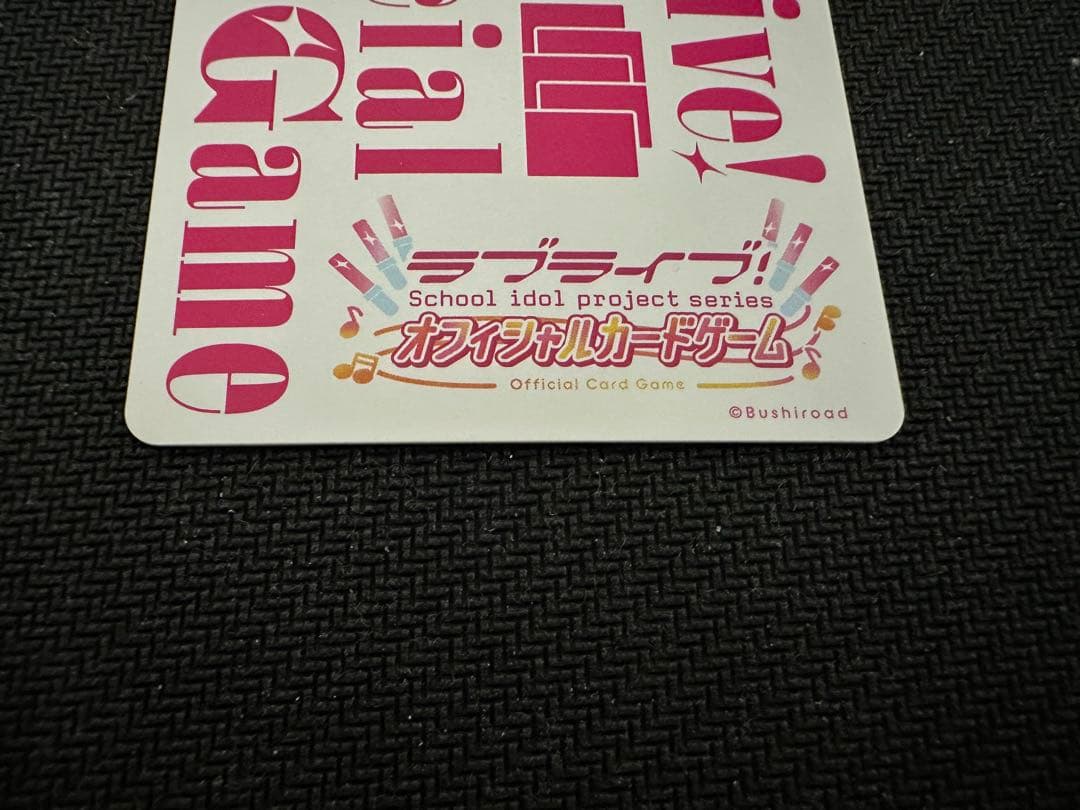 ive!
cial
Game
ラブライブ!
School idol project series
オフィシャルカードゲーム
Official Card Game
©Bushiroad